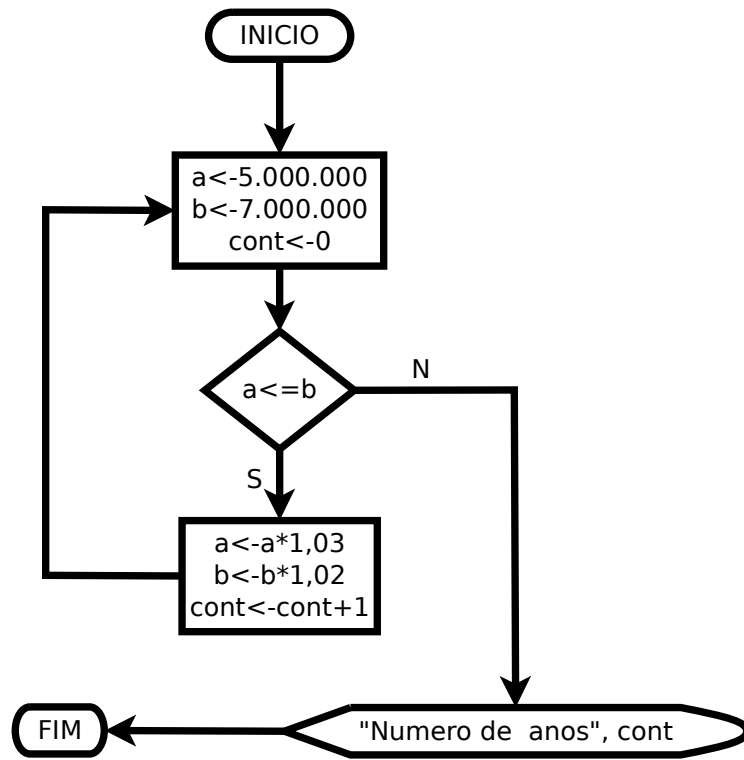 INICIO
a<-5.000.000
b<-7.000.000
cont<-0
a<=b
N
S
a<-a*1,03
b<-b*1,02
cont<-cont+1
"Numero de  anos", cont
FIM